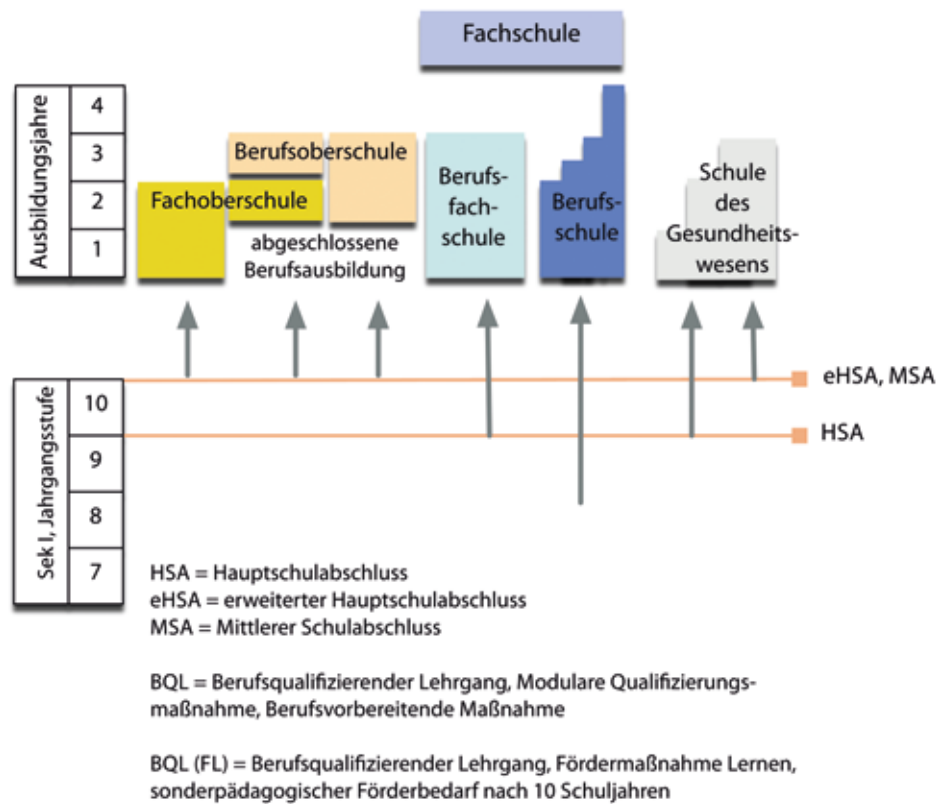 Fachschule
Ausbildungsjahre
4
3
2
1
Berufsoberschule
Fachoberschule
abgeschlossene
Berufsausbildung
Berufs-
fach-
schule
Berufs-
schule
Schule
des
Gesundheits-
wesens
Sek I, Jahrgangsstufe
10
9
8
7
eHSA, MSA
HSA
HSA = Hauptschulabschluss
eHSA = erweiterter Hauptschulabschluss
MSA = Mittlerer Schulabschluss
BQL = Berufsqualifizierender Lehrgang, Modulare Qualifizierungs-
maßnahme, Berufsvorbereitende Maßnahme
BQL (FL) = Berufsqualifizierender Lehrgang, Fördermaßnahme Lernen,
sonderpädagogischer Förderbedarf nach 10 Schuljahren